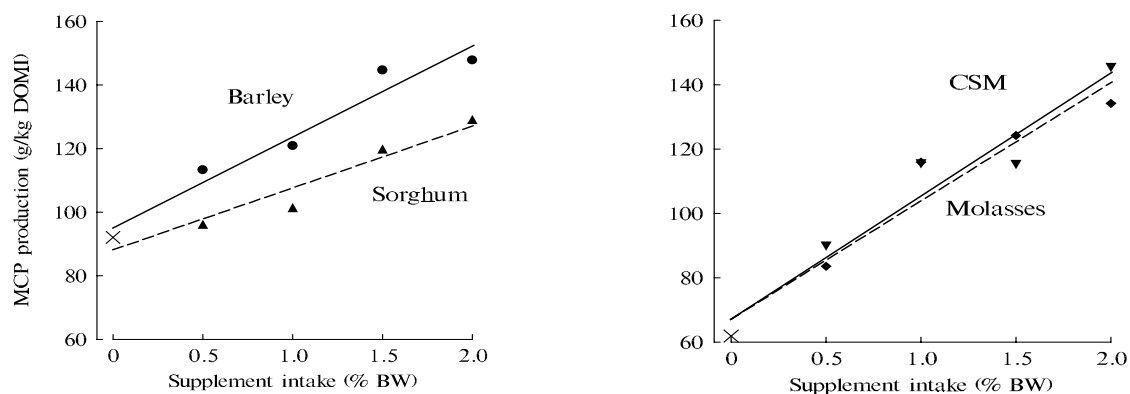 160
140
120
100
80
60
MCP production (g/kg DOMI)
Barley
Sorghum
0 0.5 1.0 1.5 2.0
Supplement intake (% BW)
160
140
120
100
80
60
CSM
Molasses
0 0.5 1.0 1.5 2.0
Supplement intake (% BW)